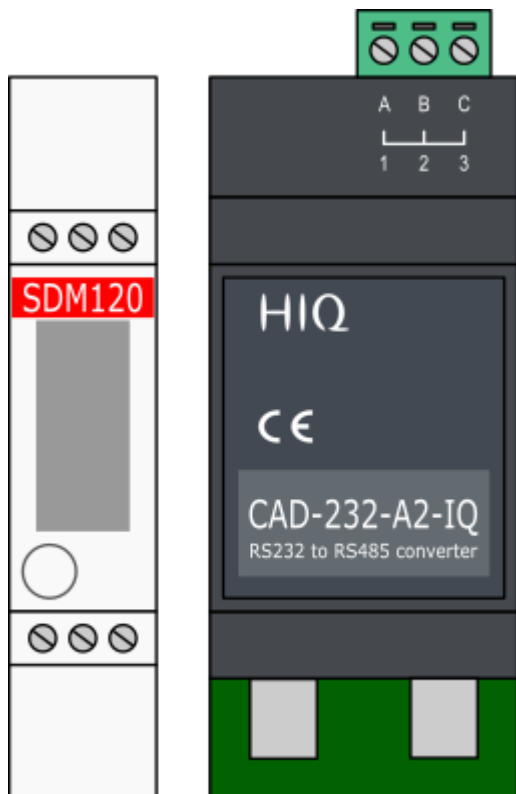 A B C
1 2 3
SDM120
HIQ
CE
CAD-232-A2-IQ
RS232 to RS485 converter